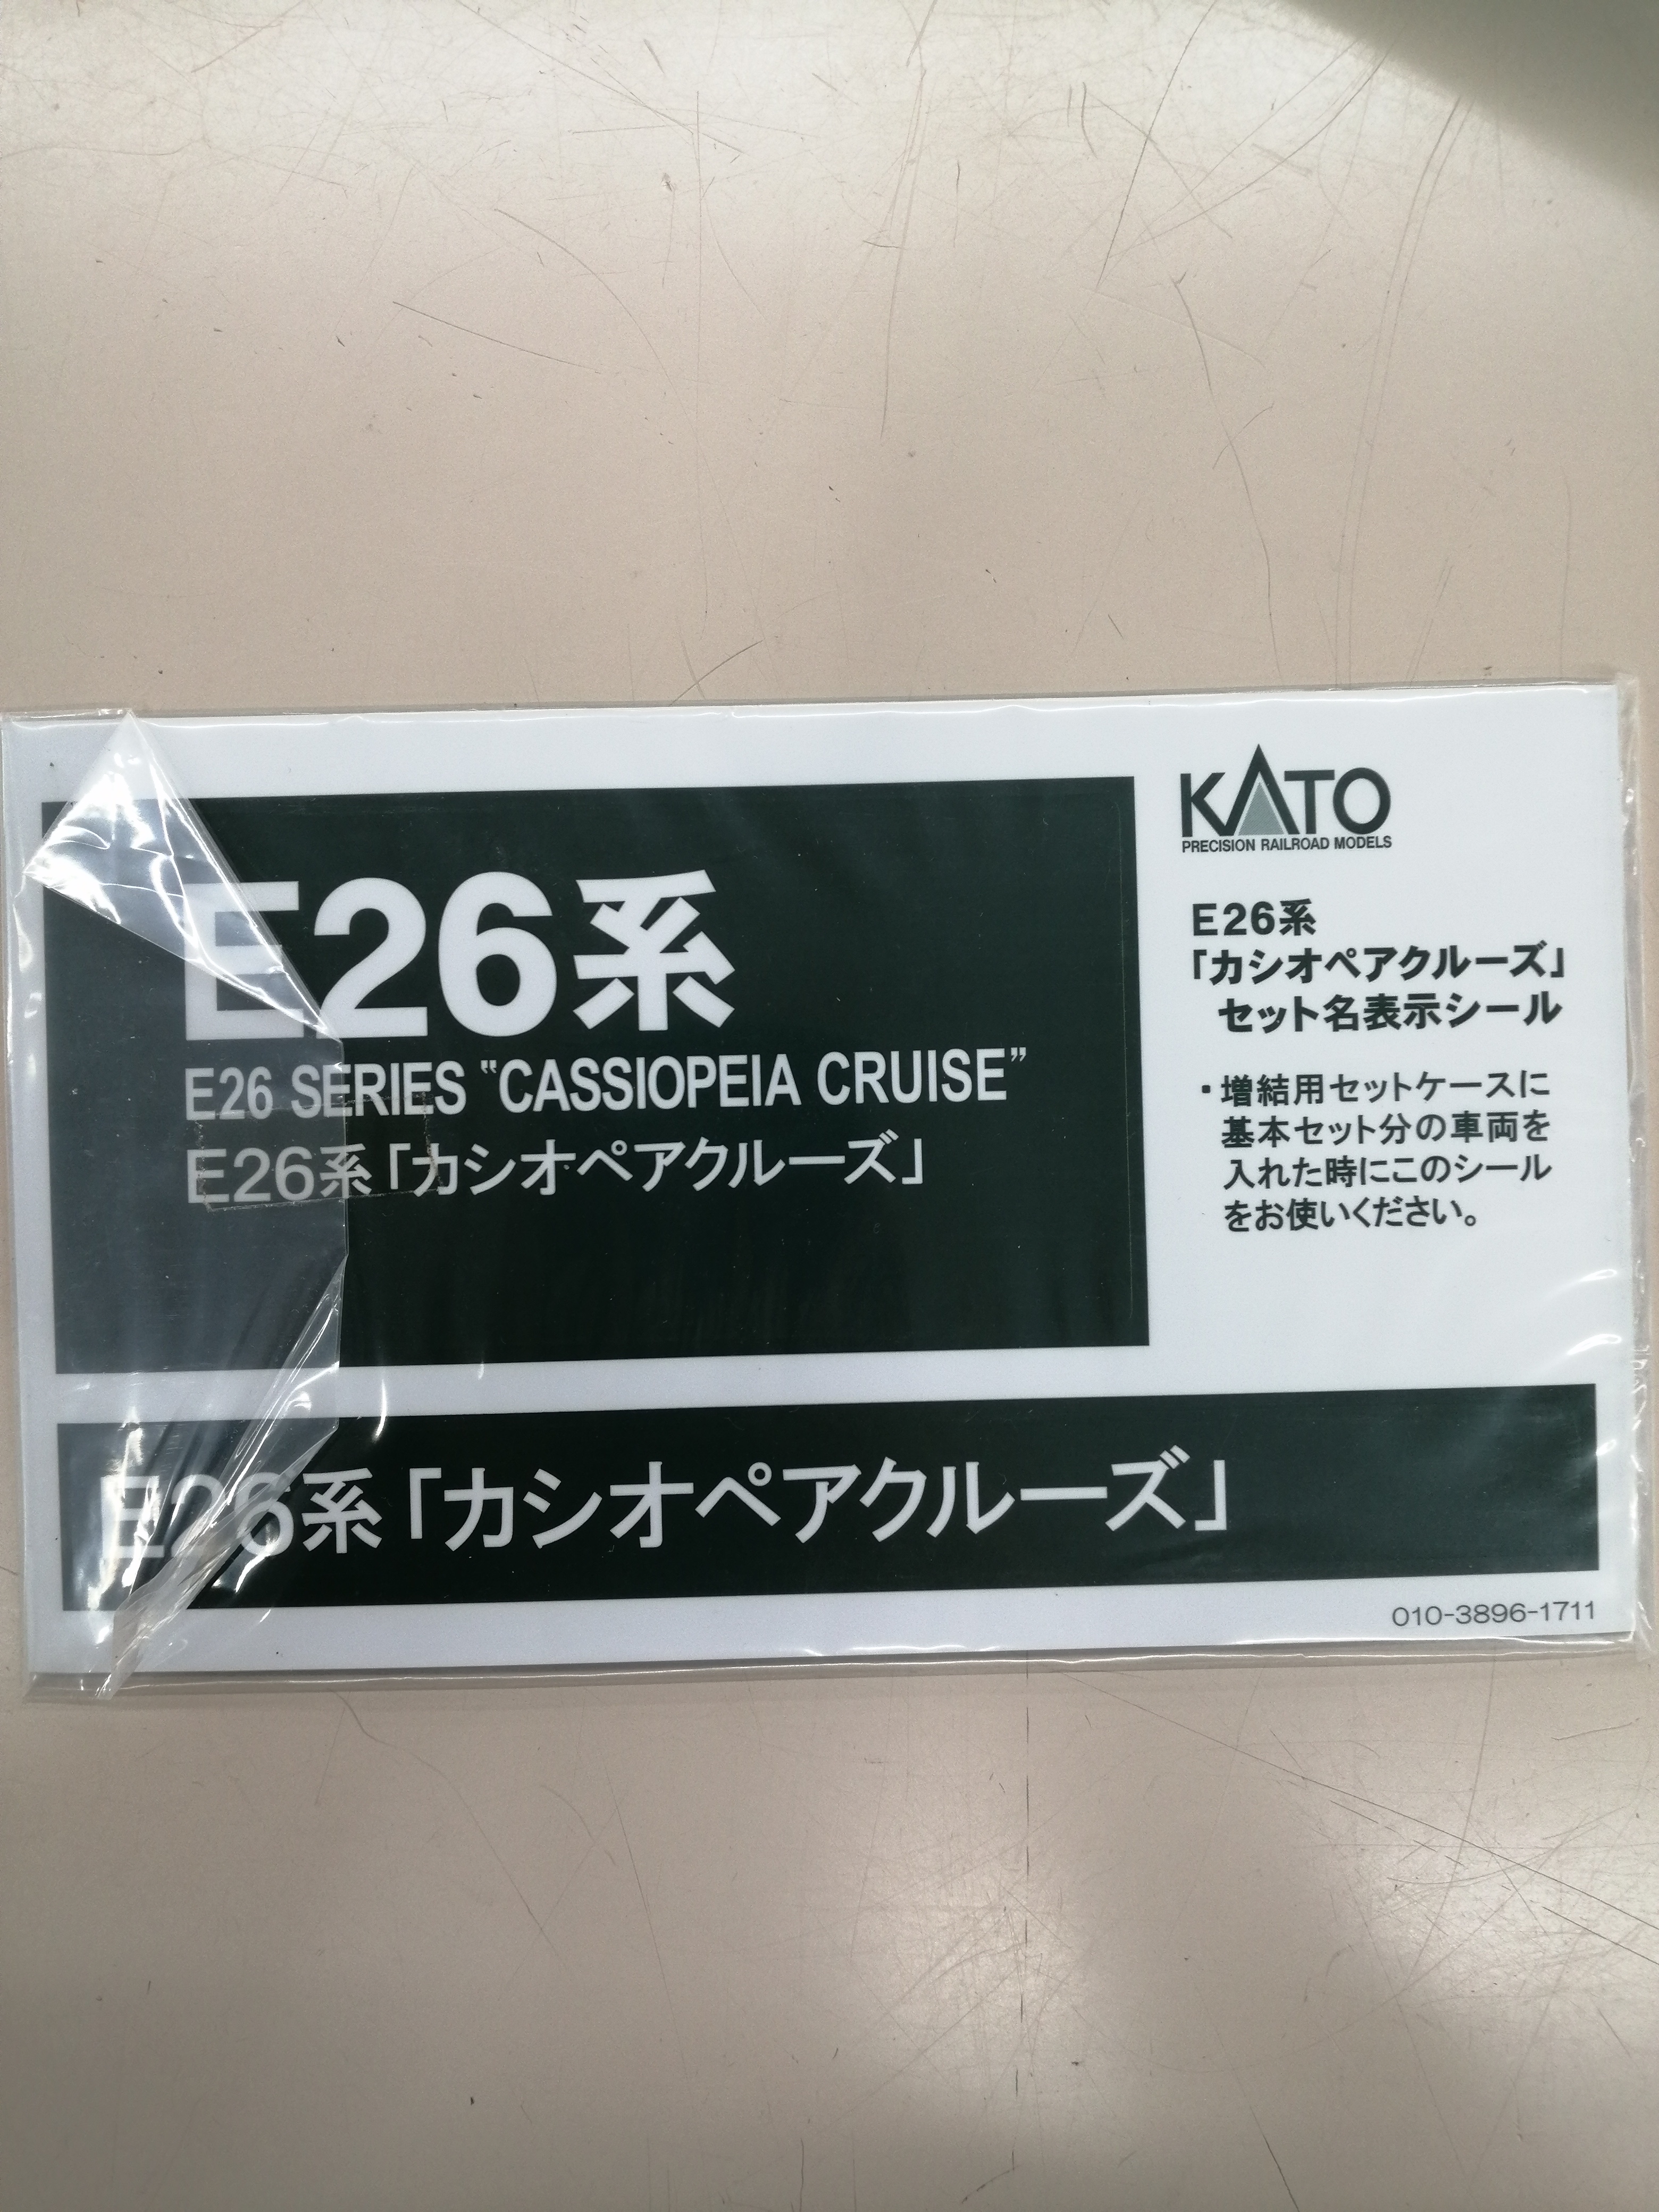 E26系
E26 SERIES “CASSIOPEIA CRUISE”
E26系「カシオペアクルーズ」
KATO
PRECISION RAILROAD MODELS
E26系
「カシオペアクルーズ」
セット名表示シール
・増結用セットケースに
基本セット分の車両を
入れた時にこのシール
をお使いください。
E26系「カシオペアクルーズ」
010-3896-1711